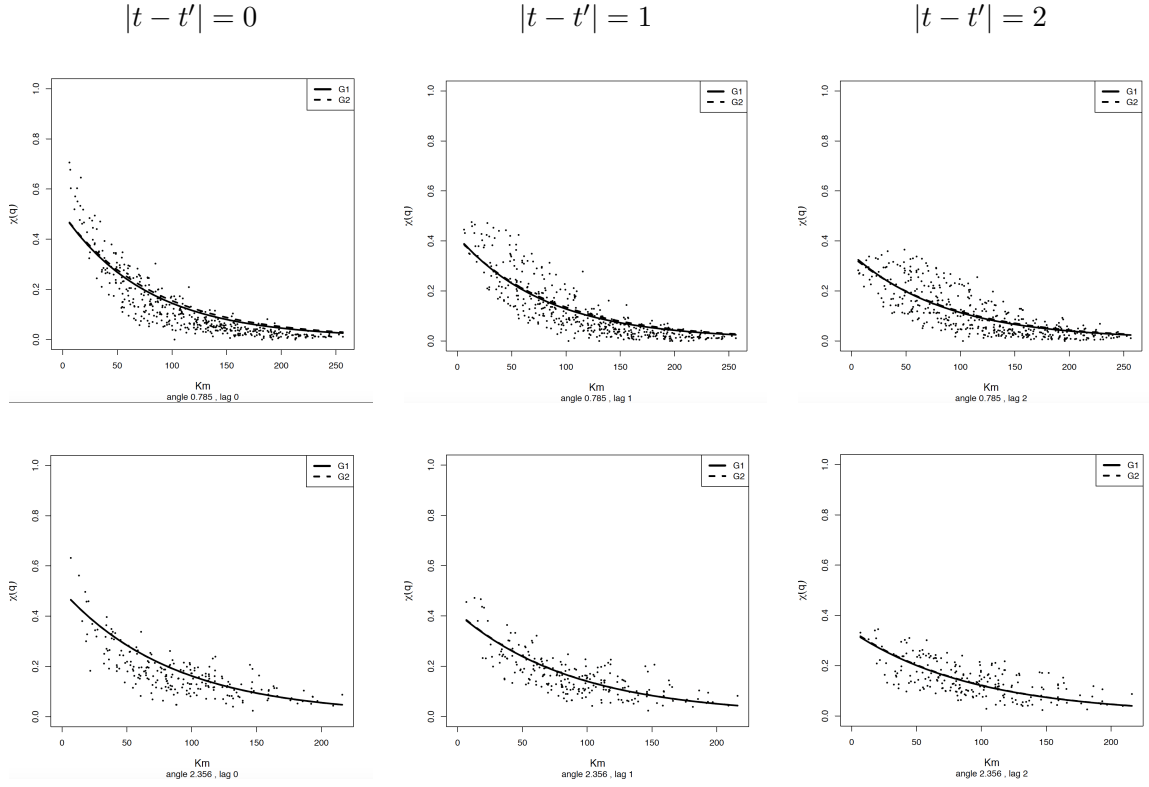 |t − t′| = 0
|t − t′| = 1
|t − t′| = 2
1.0
0.8
0.6
0.4
0.2
0.0
χ(q)
G1
G2
0 50 100 150 200 250
Km
angle 0.785 , lag 0
1.0
0.8
0.6
0.4
0.2
0.0
χ(q)
G1
G2
0 50 100 150 200 250
Km
angle 0.785 , lag 1
1.0
0.8
0.6
0.4
0.2
0.0
χ(q)
G1
G2
0 50 100 150 200 250
Km
angle 0.785 , lag 2
1.0
0.8
0.6
0.4
0.2
0.0
χ(q)
G1
G2
0 50 100 150 200
Km
angle 2.356 , lag 0
1.0
0.8
0.6
0.4
0.2
0.0
χ(q)
G1
G2
0 50 100 150 200
Km
angle 2.356 , lag 1
1.0
0.8
0.6
0.4
0.2
0.0
χ(q)
G1
G2
0 50 100 150 200
Km
angle 2.356 , lag 2